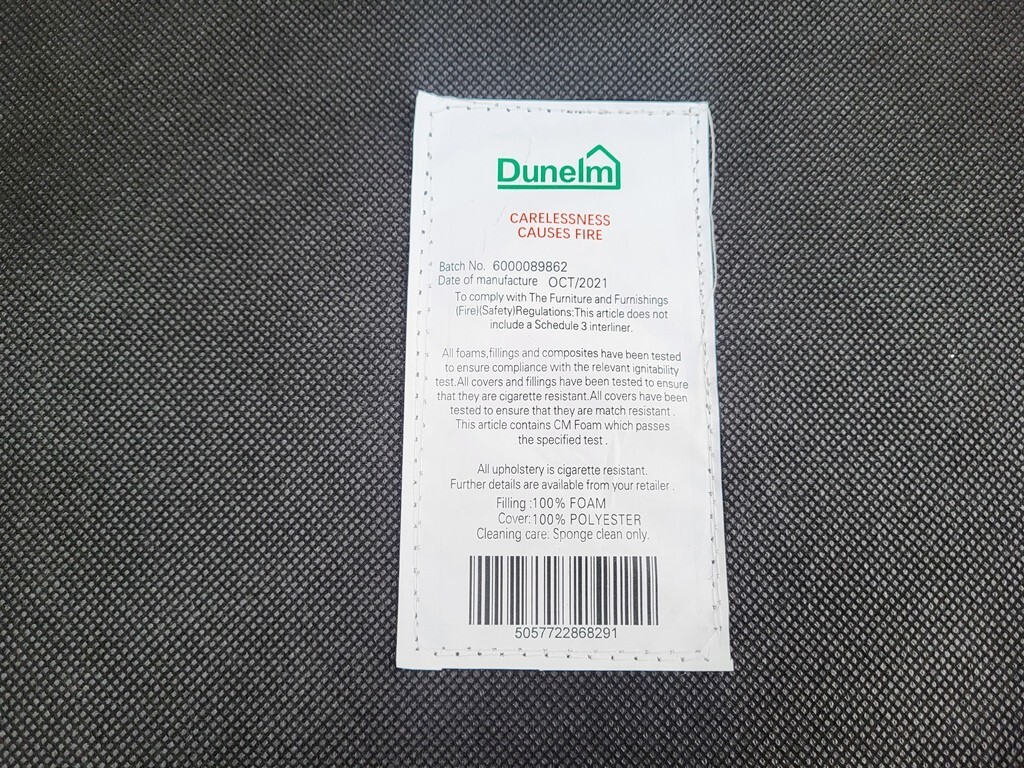 Dunelm
CARELESSNESS
CAUSES FIRE
Batch No. 6000089862
Date of manufacture OCT/2021
To comply with The Furniture and Furnishings
(Fire)(Safety)Regulations:This article does not
include a Schedule 3 interliner.
All foams,fillings and composites have been tested
to ensure compliance with the relevant ignitability
test.All covers and fillings have been tested to ensure
that they are cigarette resistant.All covers have been
tested to ensure that they are match resistant .
This article contains CM Foam which passes
the specified test .
All upholstery is cigarette resistant.
Further details are available from your retailer .
Filling :100% FOAM
Cover:100% POLYESTER
Cleaning care: Sponge clean only.
5057722868291